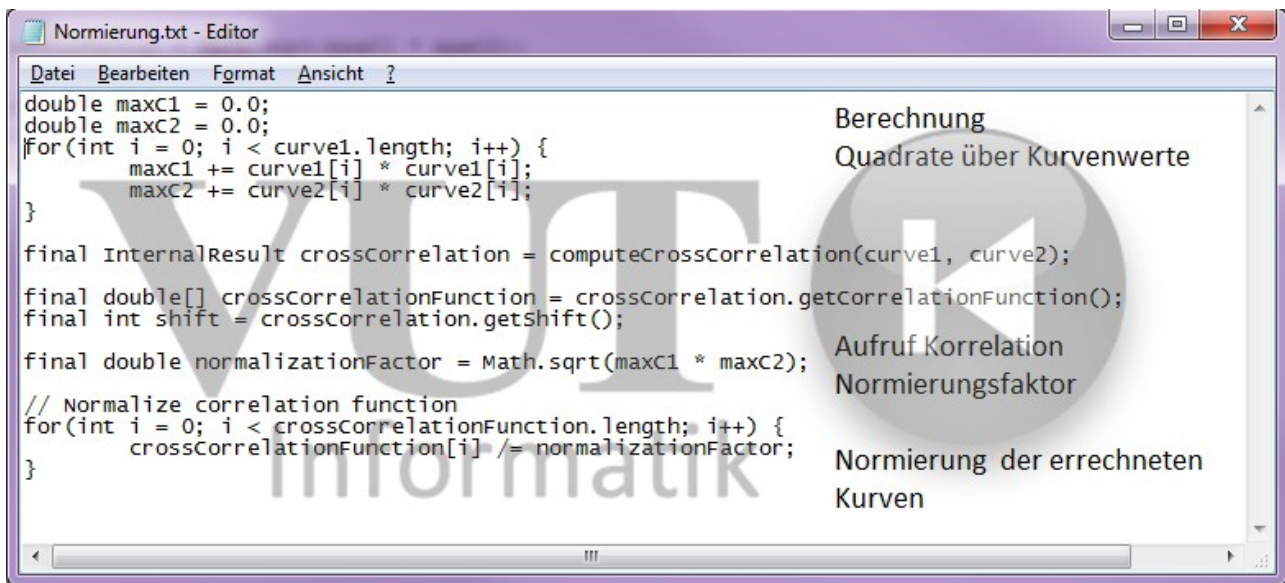 Normierung.txt - Editor
Datei Bearbeiten Format Ansicht ?
double maxC1 = 0.0;
double maxC2 = 0.0;
for(int i = 0; i < curve1.length; i++) {
maxC1 += curve1[i] * curve1[i];
maxC2 += curve2[i] * curve2[i];
}
Berechnung
Quadrate über Kurvenwerte
final InternalResult crossCorrelation = computeCrossCorrelation(curve1, curve2);
final double[] crossCorrelationFunction = crossCorrelation.getCorrelationFunction();
final int shift = crossCorrelation.getShift();
final double normalizationFactor = Math.sqrt(maxC1 * maxC2);
Aufruf Korrelation
Normierungsfaktor
// Normalize correlation function
for(int i = 0; i < crossCorrelationFunction.length; i++) {
crossCorrelationFunction[i] /= normalizationFactor;
}
Normierung der errechneten
Kurven
VUT
Informatik